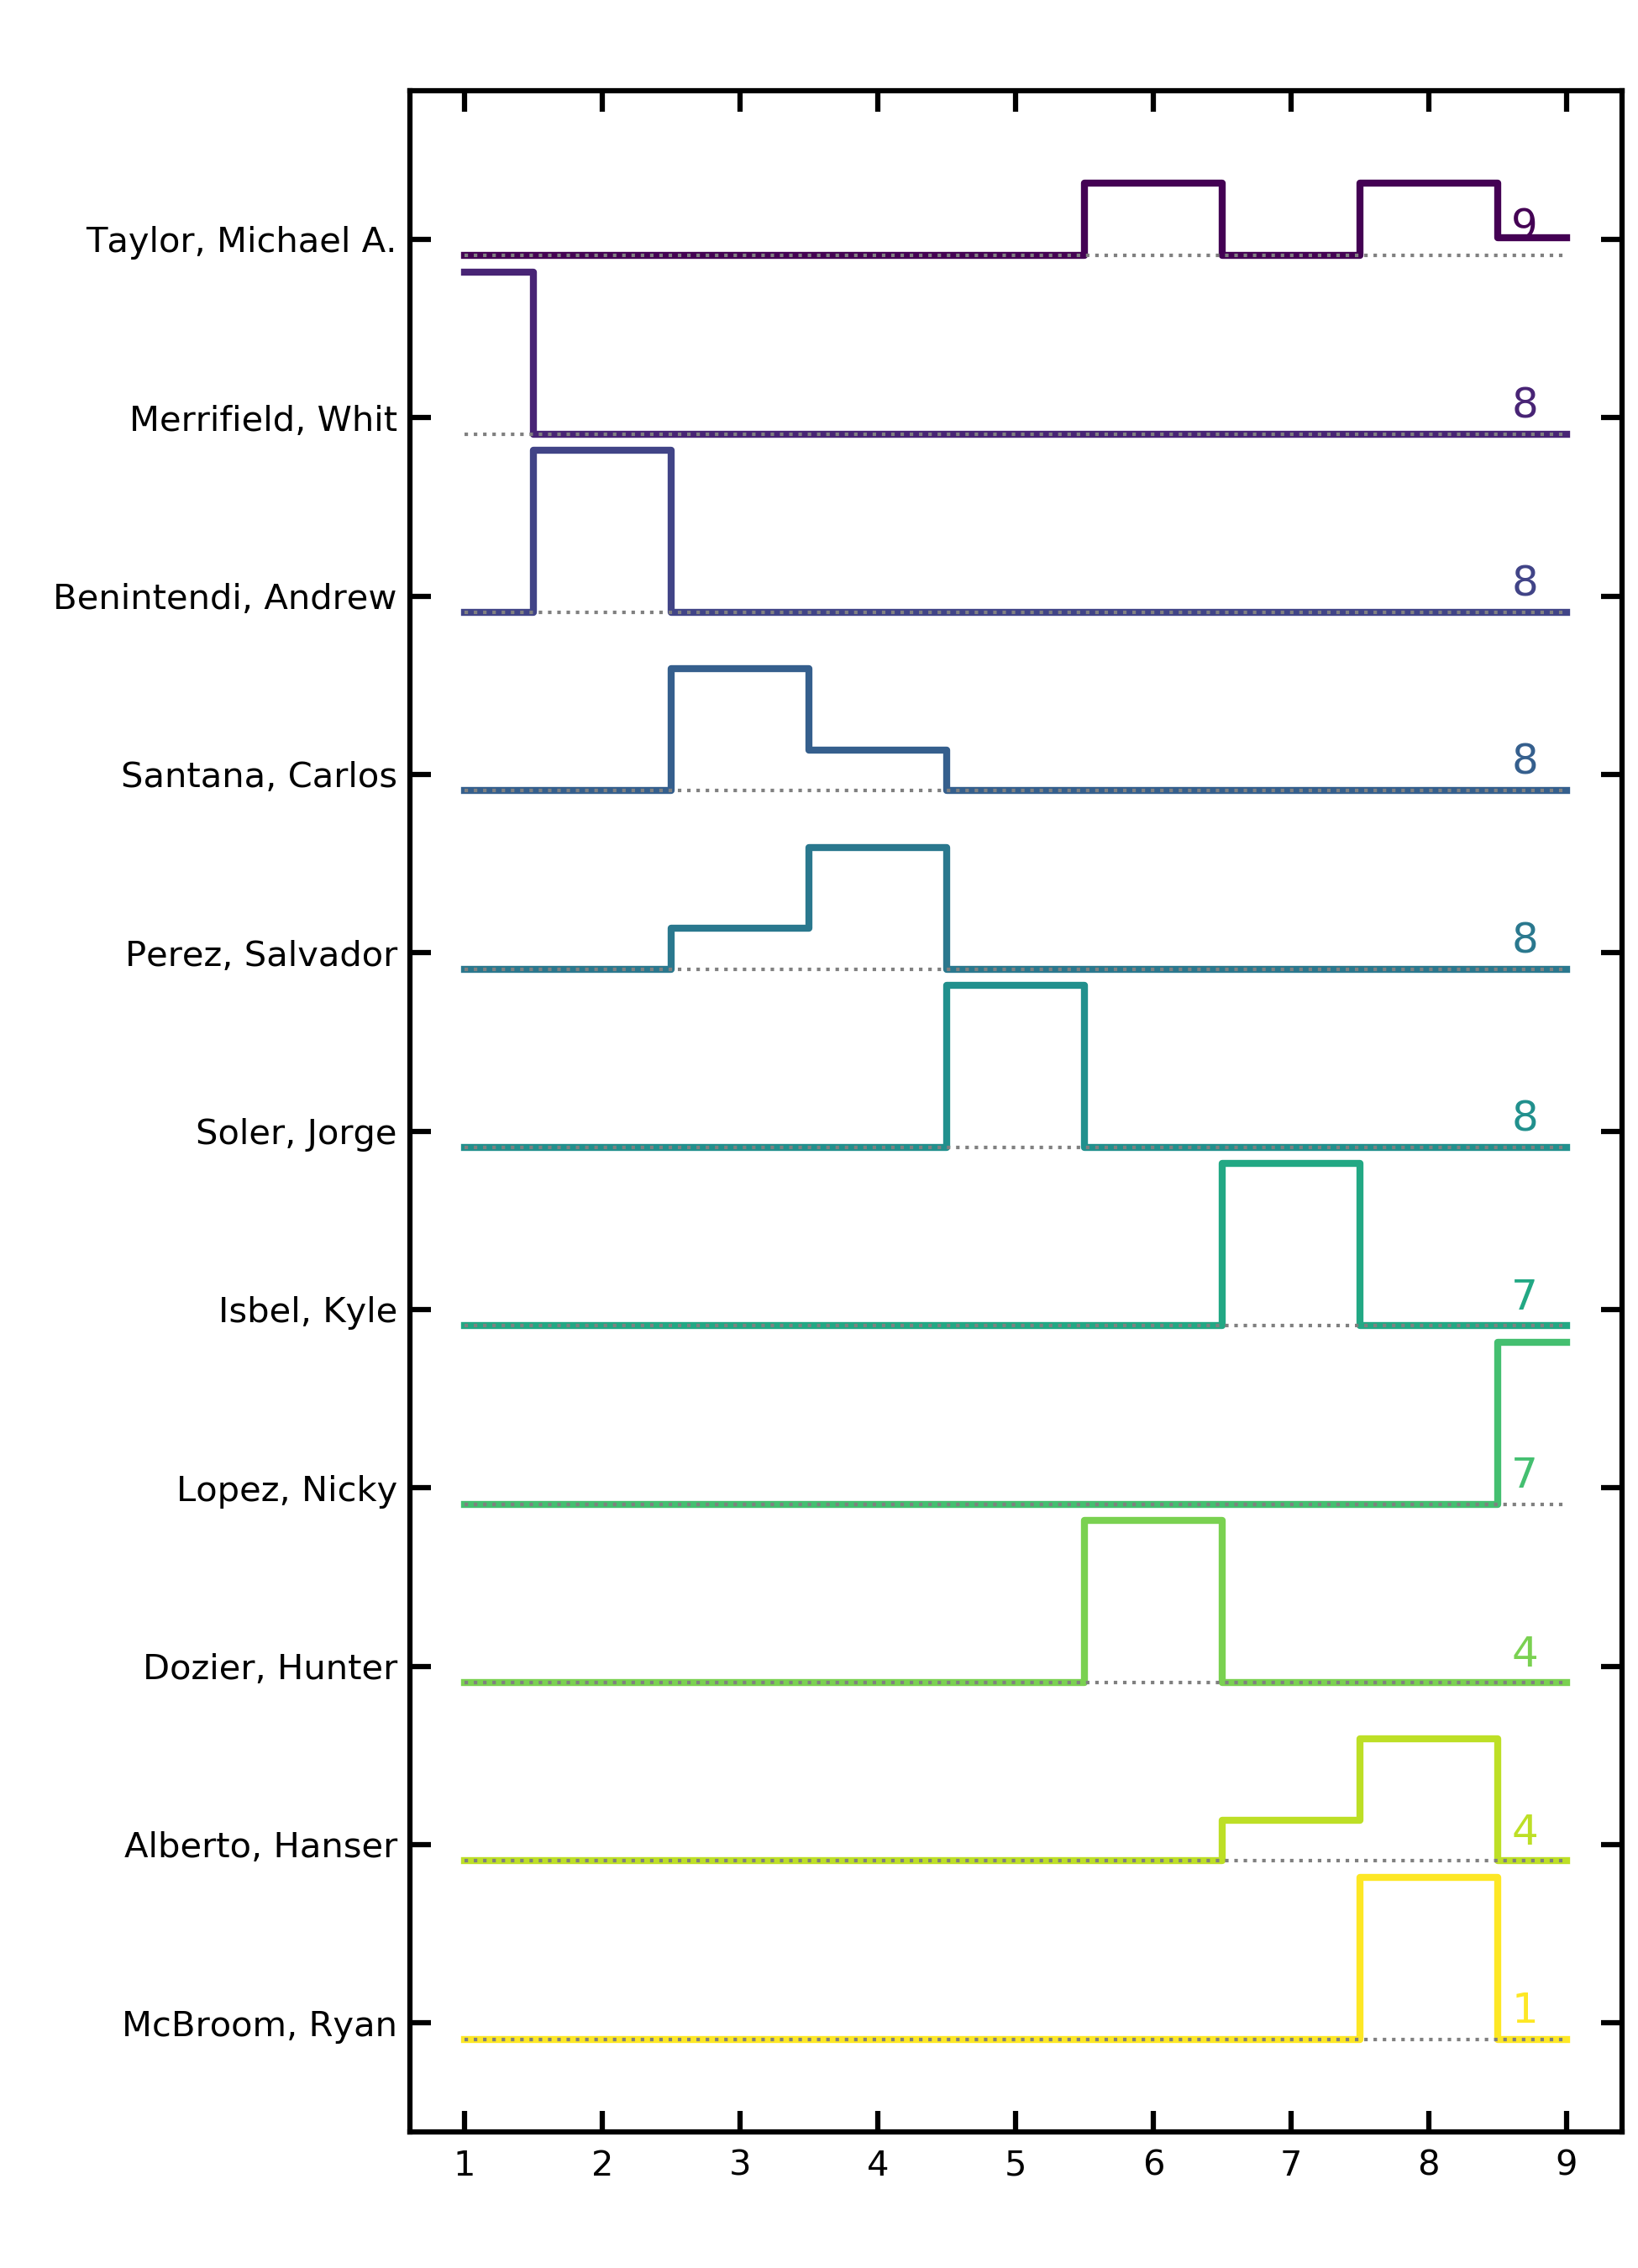 Taylor, Michael A. 9
Merrifield, Whit 8
Benintendi, Andrew 8
Santana, Carlos 8
Perez, Salvador 8
Soler, Jorge 8
Isbel, Kyle 7
Lopez, Nicky 7
Dozier, Hunter 4
Alberto, Hanser 4
McBroom, Ryan 1
1 2 3 4 5 6 7 8 9